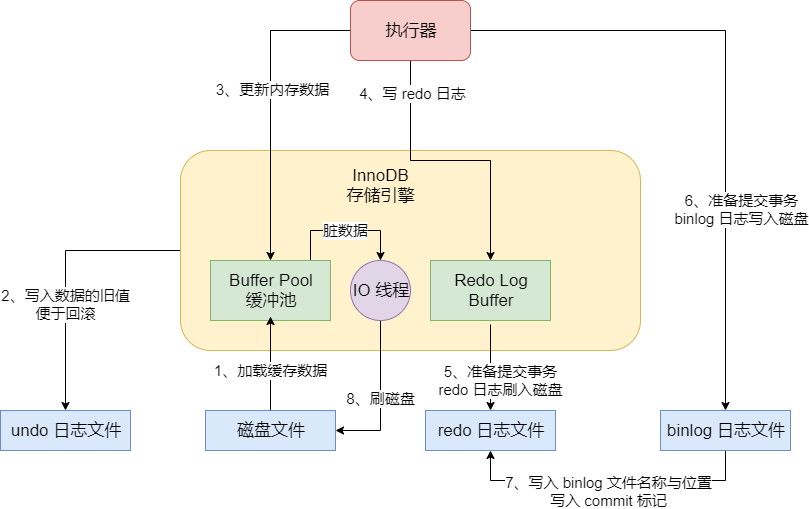 执行器
3、更新内存数据
4、写 redo 日志
InnoDB
存储引擎
6、准备提交事务
binlog 日志写入磁盘
脏数据
Buffer Pool
缓冲池
IO 线程
Redo Log
Buffer
2、写入数据的旧值
便于回滚
1、加载缓存数据
8、刷磁盘
5、准备提交事务
redo 日志刷入磁盘
undo 日志文件
磁盘文件
redo 日志文件
binlog 日志文件
7、写入 binlog 文件名称与位置
写入 commit 标记